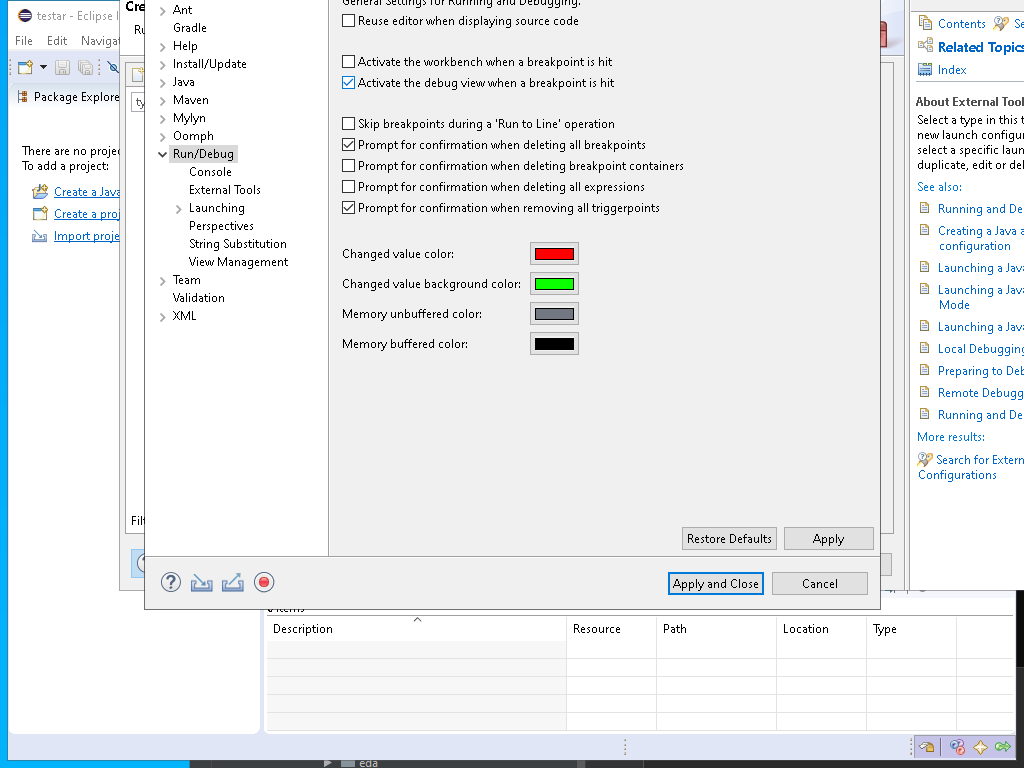 testar - Eclipse I
File Edit Navigat
Package Explore
There are no projec
To add a project:
Create a Java
Create a proj
Import proje
Cre
Ru
ty
Filt
Ant
Gradle
Help
Install/Update
Java
Maven
Mylyn
Oomph
Run/Debug
Console
External Tools
Launching
Perspectives
String Substitution
View Management
Team
Validation
XML
General Settings for Running and Debugging.
Reuse editor when displaying source code
Activate the workbench when a breakpoint is hit
Activate the debug view when a breakpoint is hit
Skip breakpoints during a 'Run to Line' operation
Prompt for confirmation when deleting all breakpoints
Prompt for confirmation when deleting breakpoint containers
Prompt for confirmation when deleting all expressions
Prompt for confirmation when removing all triggerpoints
Changed value color:
Changed value background color:
Memory unbuffered color:
Memory buffered color:
Restore Defaults Apply
Apply and Close Cancel
Contents Se
Related Topics
Index
About External Tool
Select a type in this t
new launch configur
select a specific laun
duplicate, edit or del
See also:
Running and De
Creating a Java a
configuration
Launching a Java
Launching a Java
Mode
Launching a Java
Local Debugging
Preparing to Deb
Remote Debugg
Running and De
More results:
Search for Extern
Configurations
items
Description Resource Path Location Type
eda